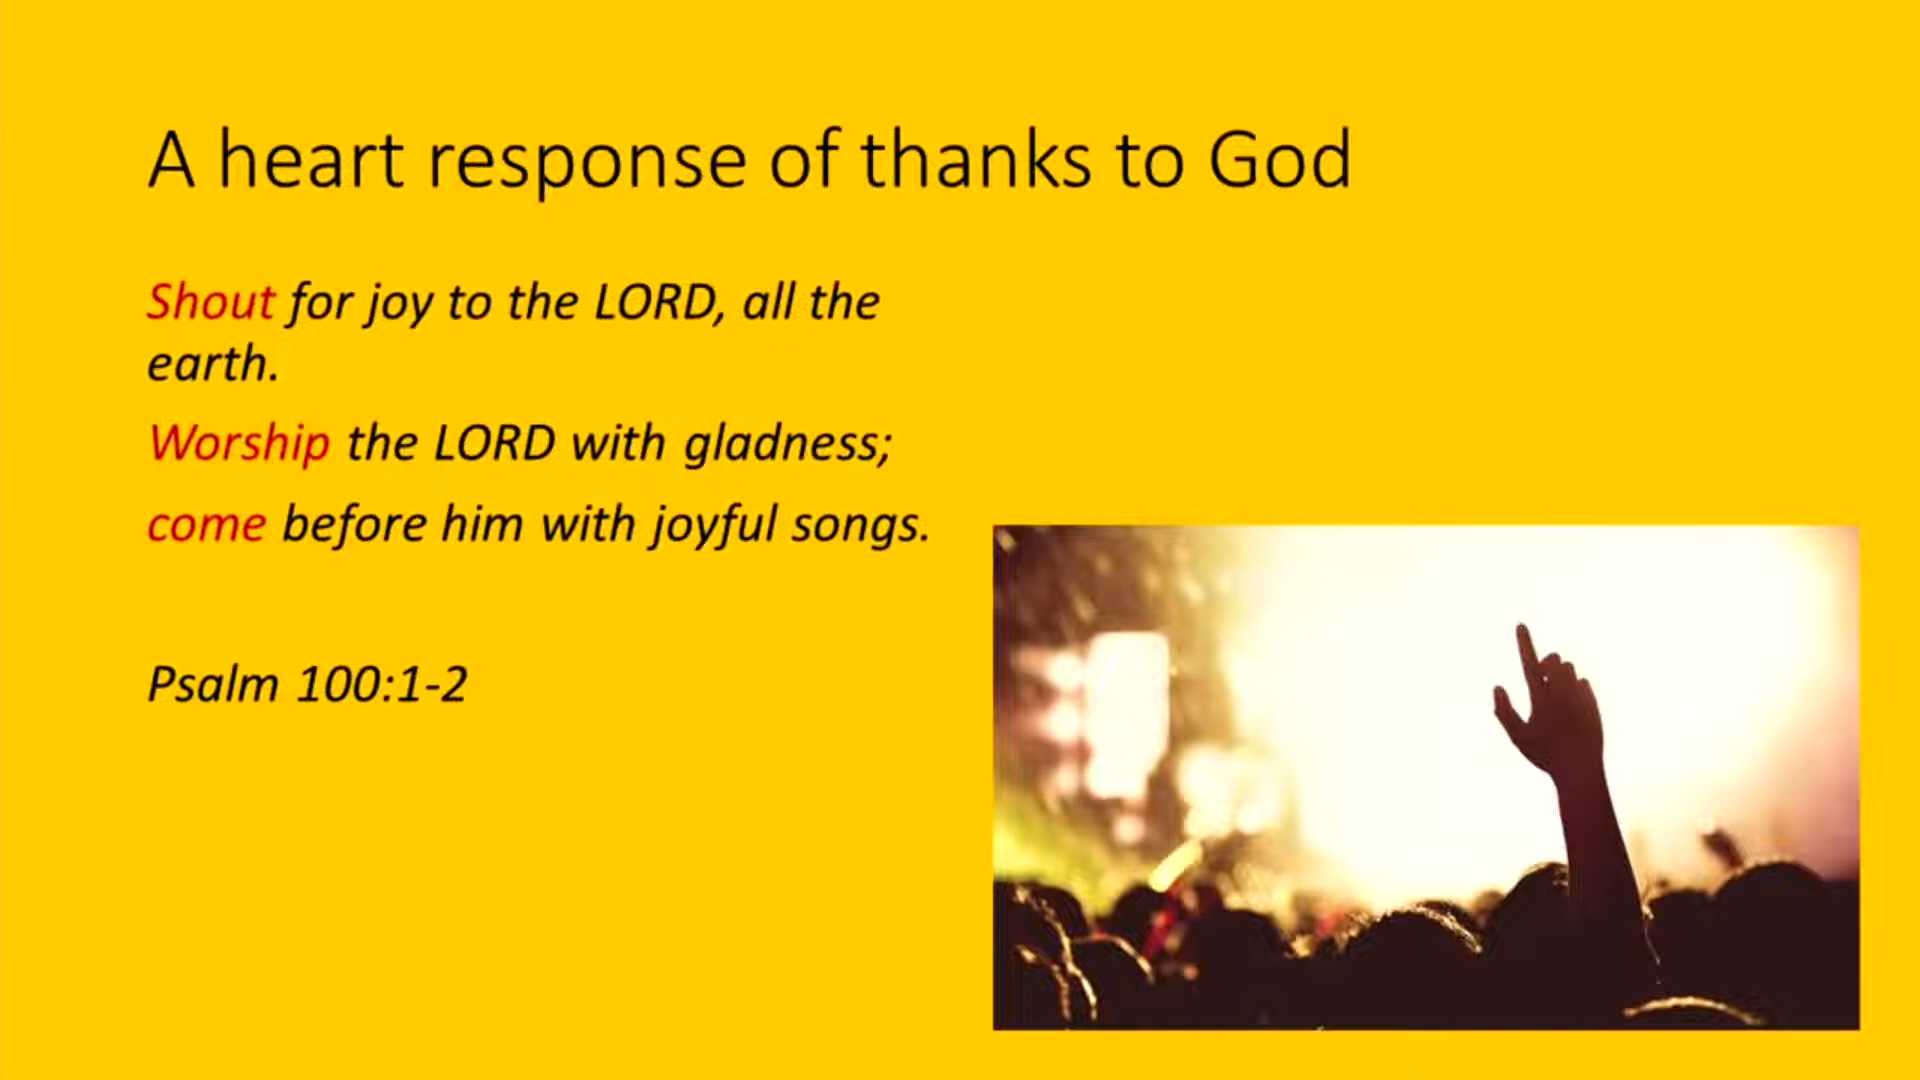 A heart response of thanks to God
Shout for joy to the LORD, all the
earth.
Worship the LORD with gladness;
come before him with joyful songs.
Psalm 100:1-2